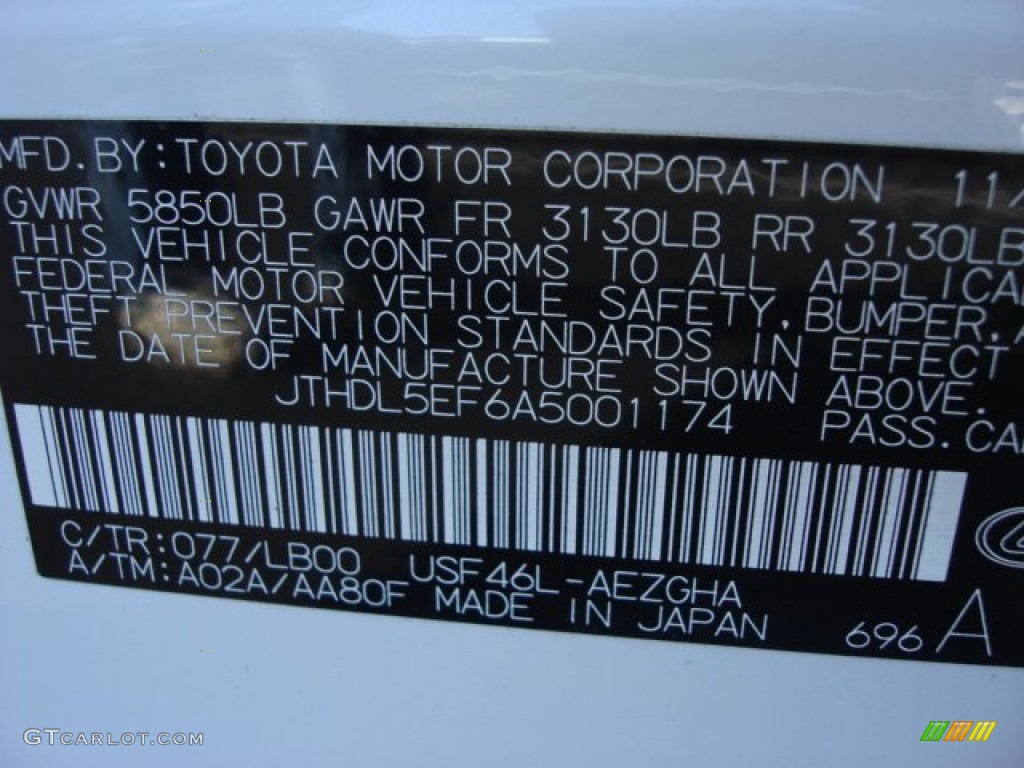 MFD. BY: TOYOTA MOTOR CORPORATION 11/
GVWR 5850LB GAWR FR 3130LB RR 3130LB
THIS VEHICLE CONFORMS TO ALL
FEDERAL MOTOR VEHICLE SAFETY, BUMPER,
THEFT PREVENTION STANDARDS IN EFFECT
THE DATE OF MANUFACTURE SHOWN ABOVE.
JTHDL5EF6A5001174 PASS.
C/TR:077/LB00 USF46L-AEZGHA
A/TM:A02A/AA80F MADE IN JAPAN
696 A
GTCARLOT.COM